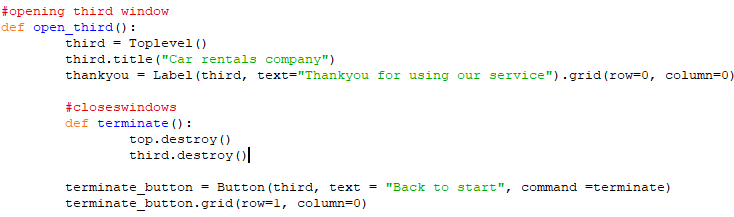 #opening third window
def open_third():
        third = Toplevel()
        third.title("Car rentals company")
        thankyou = Label(third, text="Thankyou for using our service").grid(row=0, column=0)
        #closeswindows
        def terminate():
                top.destroy()
                third.destroy()
        terminate_button = Button(third, text = "Back to start", command =terminate)
        terminate_button.grid(row=1, column=0)